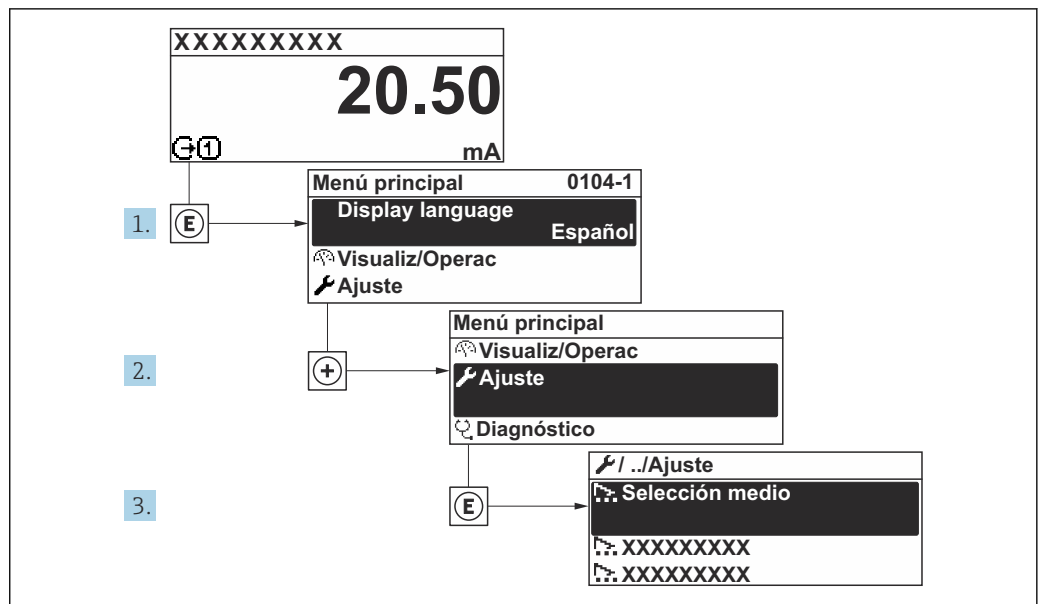 XXXXXXXXX
20.50
1
mA
Menú principal 0104-1
Display language
Español
Visualiz/Operac
Ajuste
1. E
Menú principal
Visualiz/Operac
Ajuste
Diagnóstico
2. +
/ ../Ajuste
Selección medio
XXXXXXXXX
XXXXXXXXX
3. E